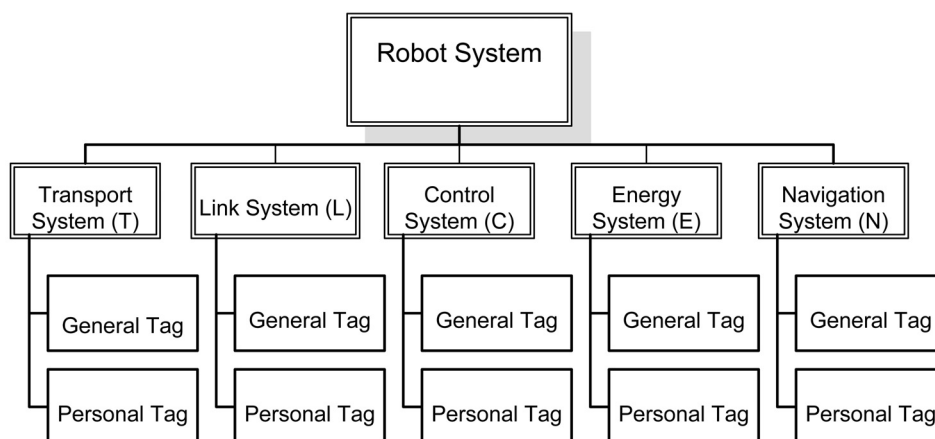 Robot System
Transport
System (T)
Link System (L)
Control
System (C)
Energy
System (E)
Navigation
System (N)
General Tag
General Tag
General Tag
General Tag
General Tag
Personal Tag
Personal Tag
Personal Tag
Personal Tag
Personal Tag